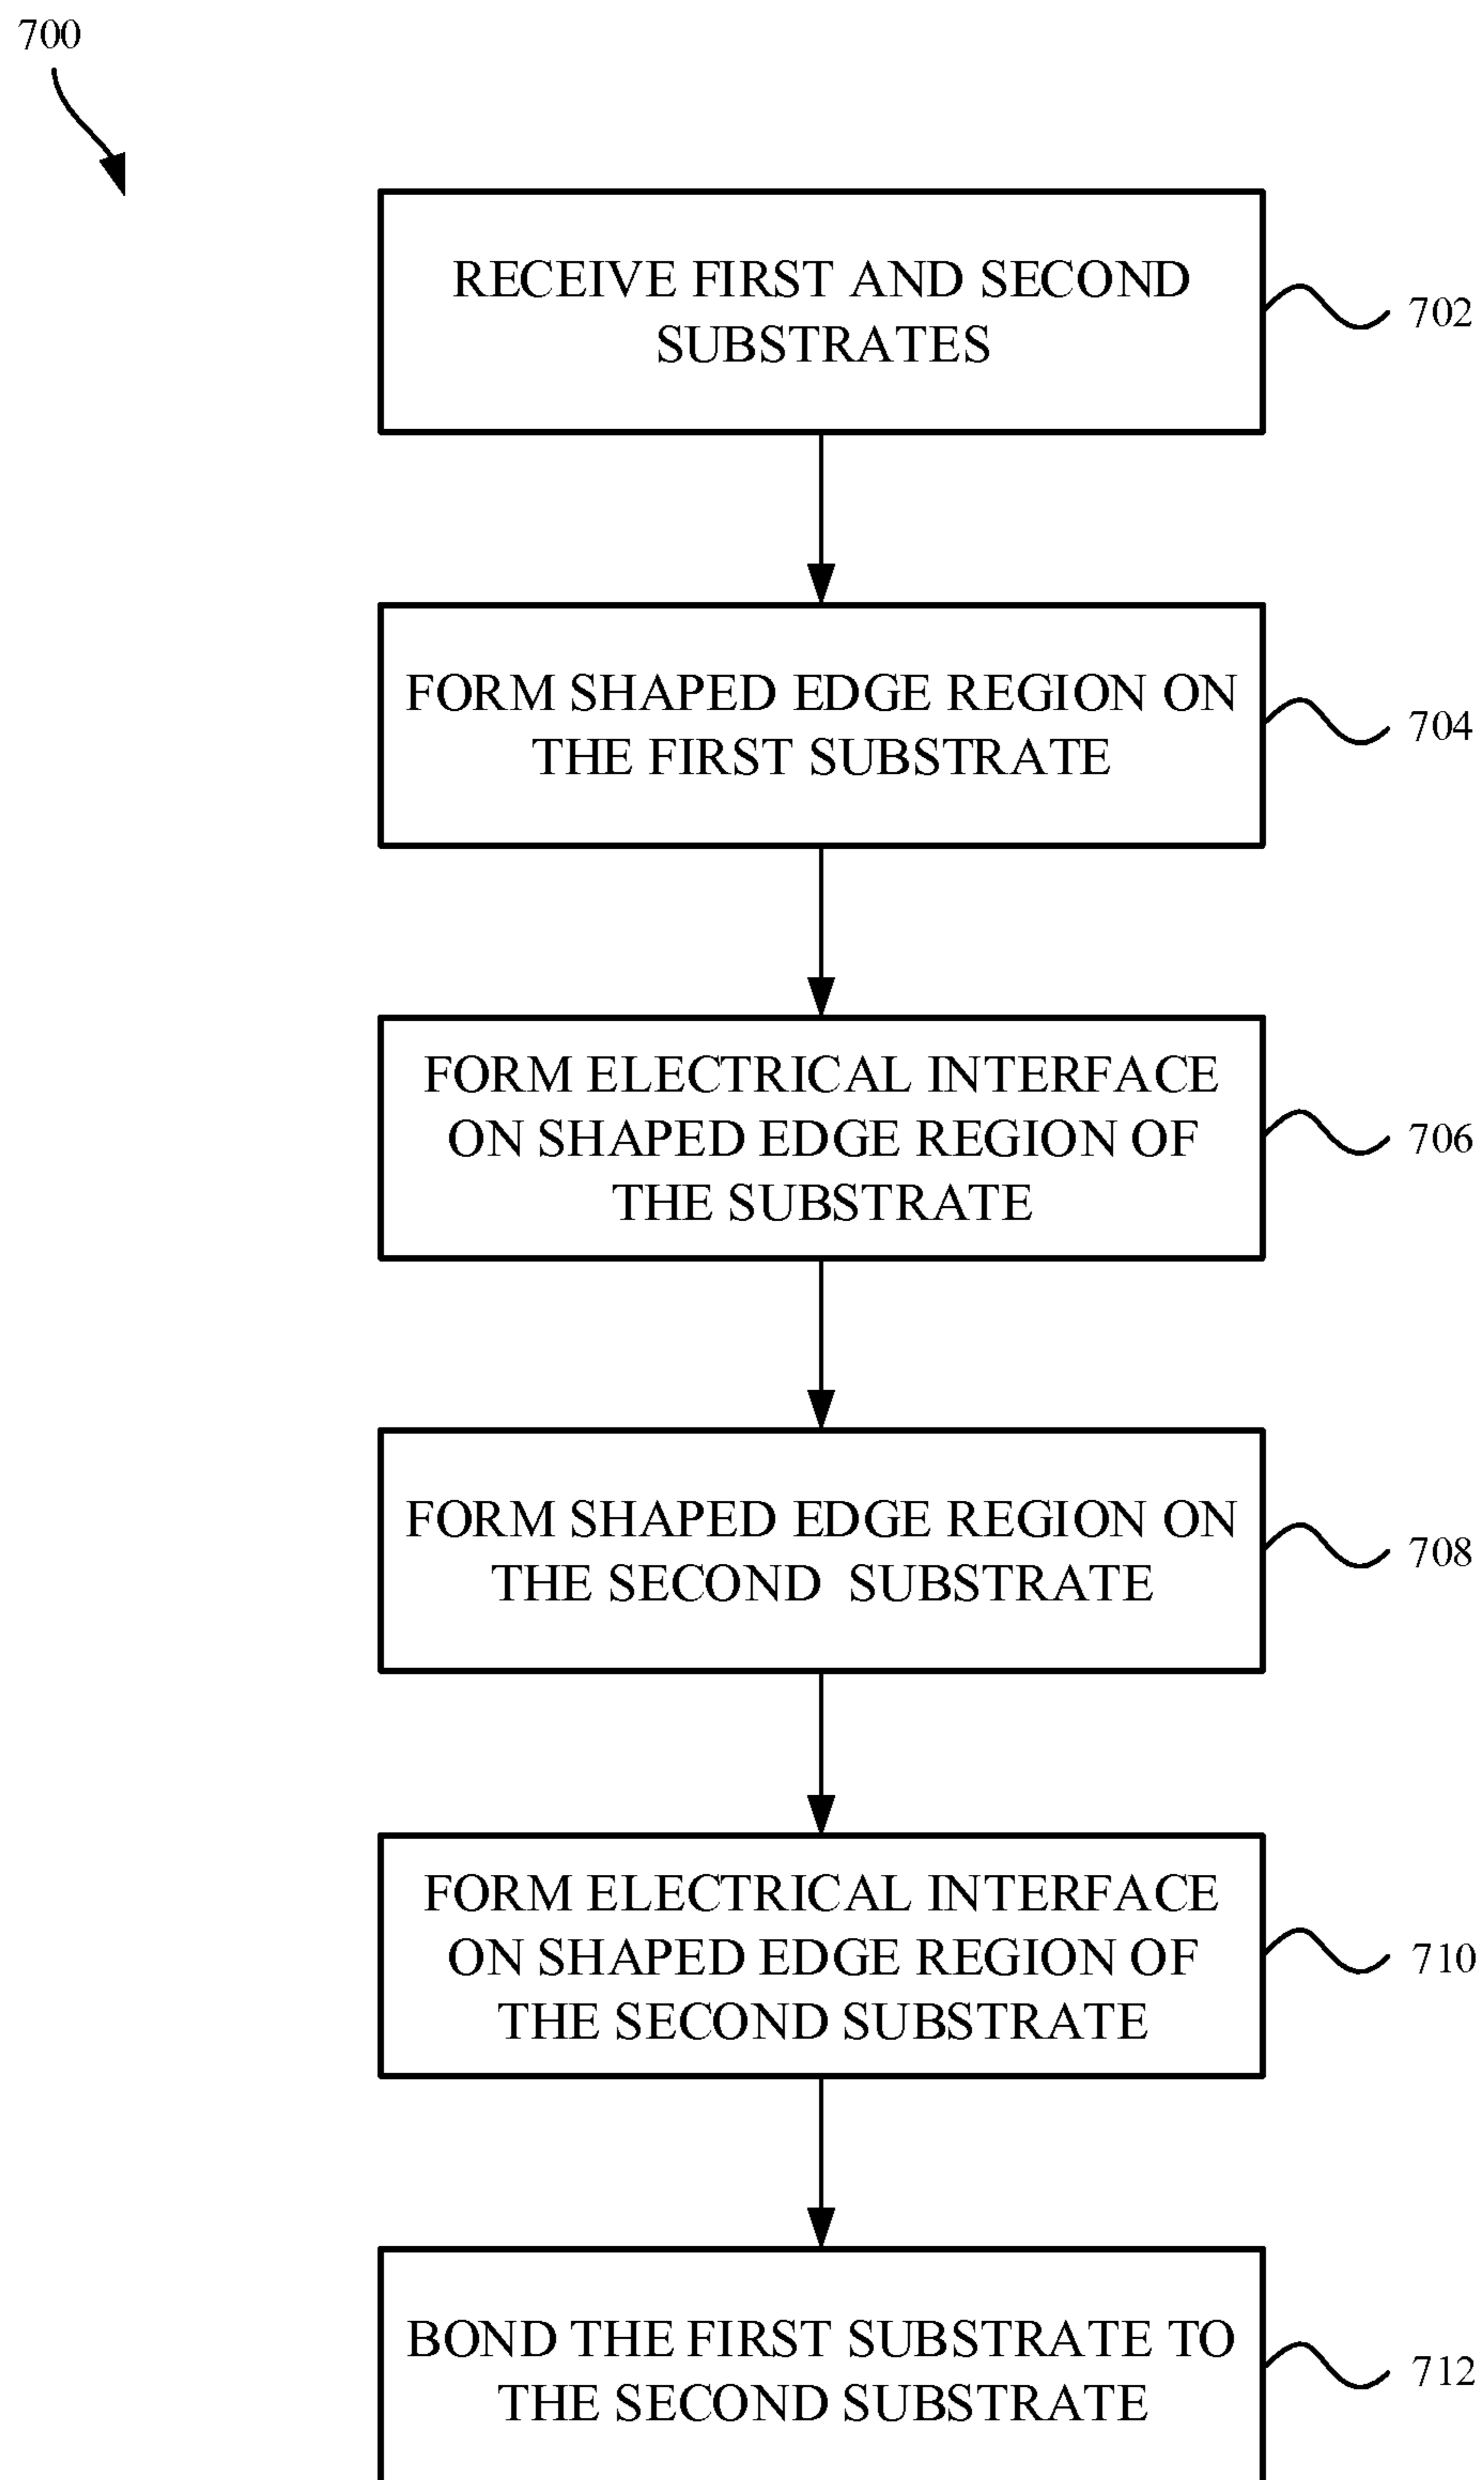 700
RECEIVE FIRST AND SECOND
SUBSTRATES
702
FORM SHAPED EDGE REGION ON
THE FIRST SUBSTRATE
704
FORM ELECTRICAL INTERFACE
ON SHAPED EDGE REGION OF
THE SUBSTRATE
706
FORM SHAPED EDGE REGION ON
THE SECOND SUBSTRATE
708
FORM ELECTRICAL INTERFACE
ON SHAPED EDGE REGION OF
THE SECOND SUBSTRATE
710
BOND THE FIRST SUBSTRATE TO
THE SECOND SUBSTRATE
712